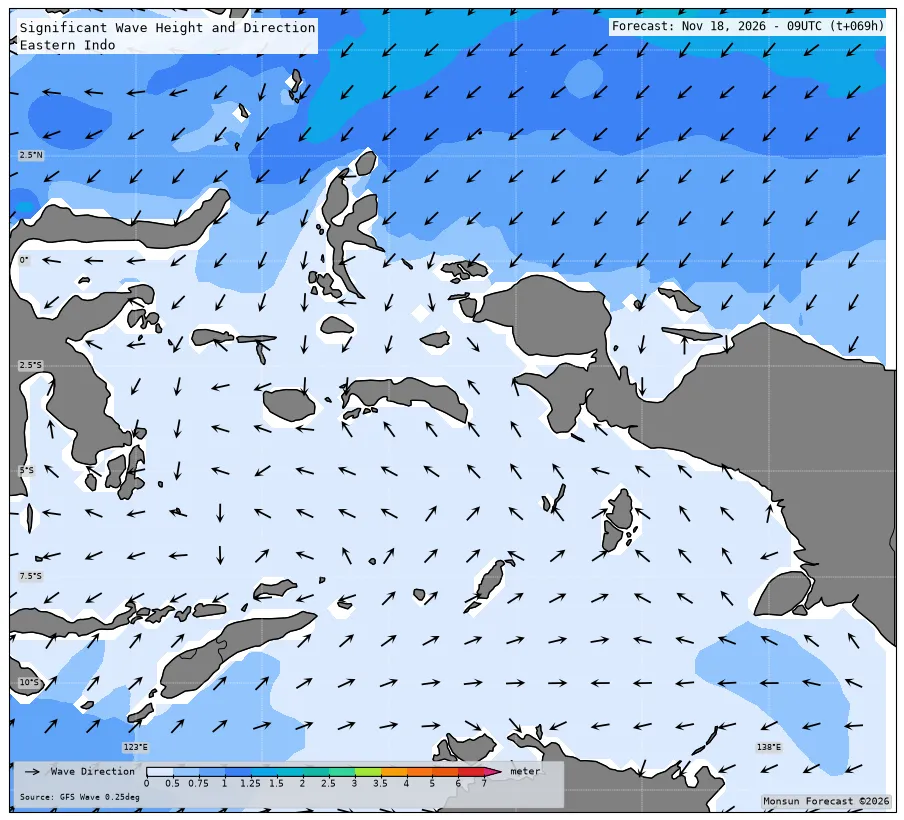 Significant Wave Height and Direction
Eastern Indo
Forecast: Nov 18, 2026 - 09UTC (t+069h)
2.5°N
0°
2.5°S
5°S
7.5°S
10°S
123°E
138°E
Wave Direction
meter
0 0.5 0.75 1 1.25 1.5 2 2.5 3 3.5 4 5 6 7
Source: GFS Wave 0.25deg
Monsun Forecast ©2026